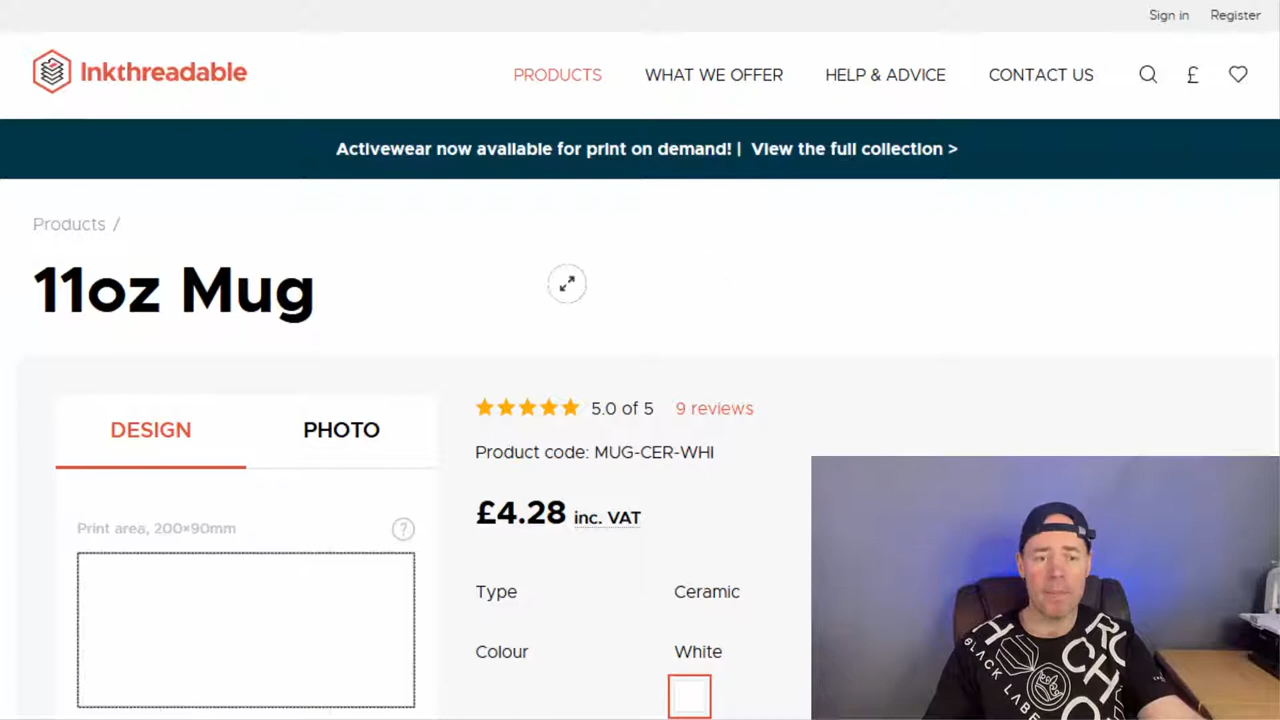 Sign in Register
Inkthreadable
PRODUCTS WHAT WE OFFER HELP & ADVICE CONTACT US £
Activewear now available for print on demand! | View the full collection >
Products /
11oz Mug
DESIGN PHOTO
5.0 of 5 9 reviews
Product code: MUG-CER-WHI
£4.28 inc. VAT
Print area, 200×90mm ?
Type Ceramic
Colour White
BLACK LABE